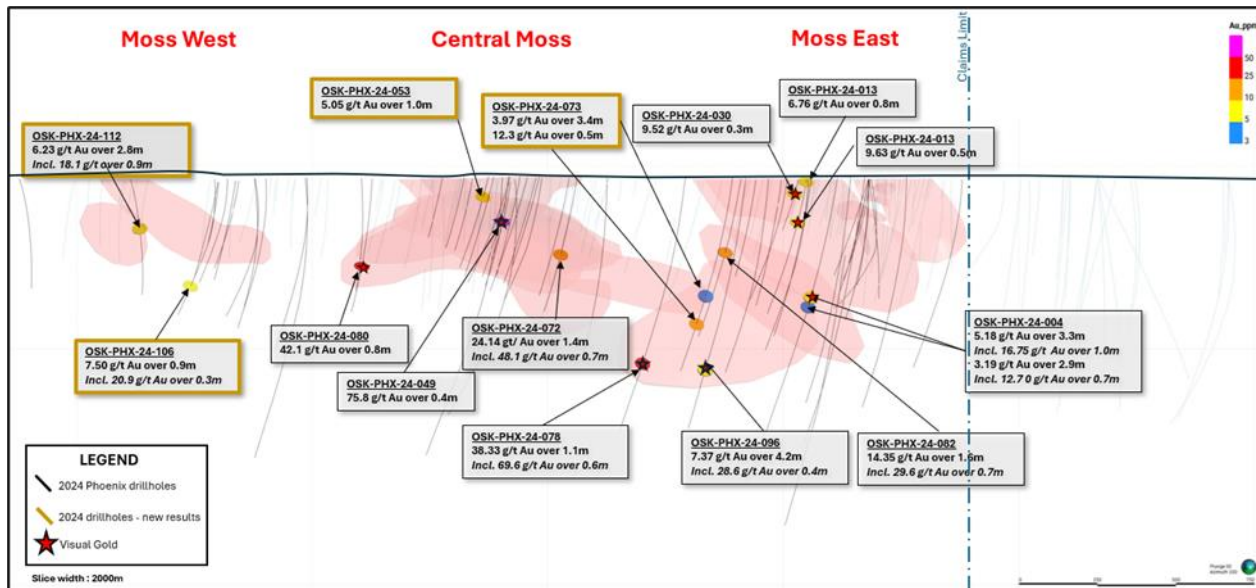 Moss West
Central Moss
Moss East
Claims Limit
Au_ppm
50
25
10
5
3
OSK-PHX-24-112
6.23 g/t Au over 2.8m
Incl. 18.1 g/t over 0.9m
OSK-PHX-24-053
5.05 g/t Au over 1.0m
OSK-PHX-24-073
3.97 g/t Au over 3.4m
12.3 g/t Au over 0.5m
OSK-PHX-24-030
9.52 g/t Au over 0.3m
OSK-PHX-24-013
6.76 g/t Au over 0.8m
OSK-PHX-24-013
9.63 g/t Au over 0.5m
OSK-PHX-24-106
7.50 g/t Au over 0.9m
Incl. 20.9 g/t Au over 0.3m
OSK-PHX-24-080
42.1 g/t Au over 0.8m
OSK-PHX-24-049
75.8 g/t Au over 0.4m
OSK-PHX-24-072
24.14 gt/ Au over 1.4m
Incl. 48.1 g/t Au over 0.7m
OSK-PHX-24-078
38.33 g/t Au over 1.1m
Incl. 69.6 g/t Au over 0.6m
OSK-PHX-24-096
7.37 g/t Au over 4.2m
Incl. 28.6 g/t Au over 0.4m
OSK-PHX-24-082
14.35 g/t Au over 1.6m
Incl. 29.6 g/t Au over 0.7m
OSK-PHX-24-004
5.18 g/t Au over 3.3m
Incl. 16.75 g/t Au over 1.0m
3.19 g/t Au over 2.9m
Incl. 12.7 0 g/t Au over 0.7m
LEGEND
2024 Phoenix drillholes
2024 drillholes - new results
Visual Gold
Slice width : 2000m